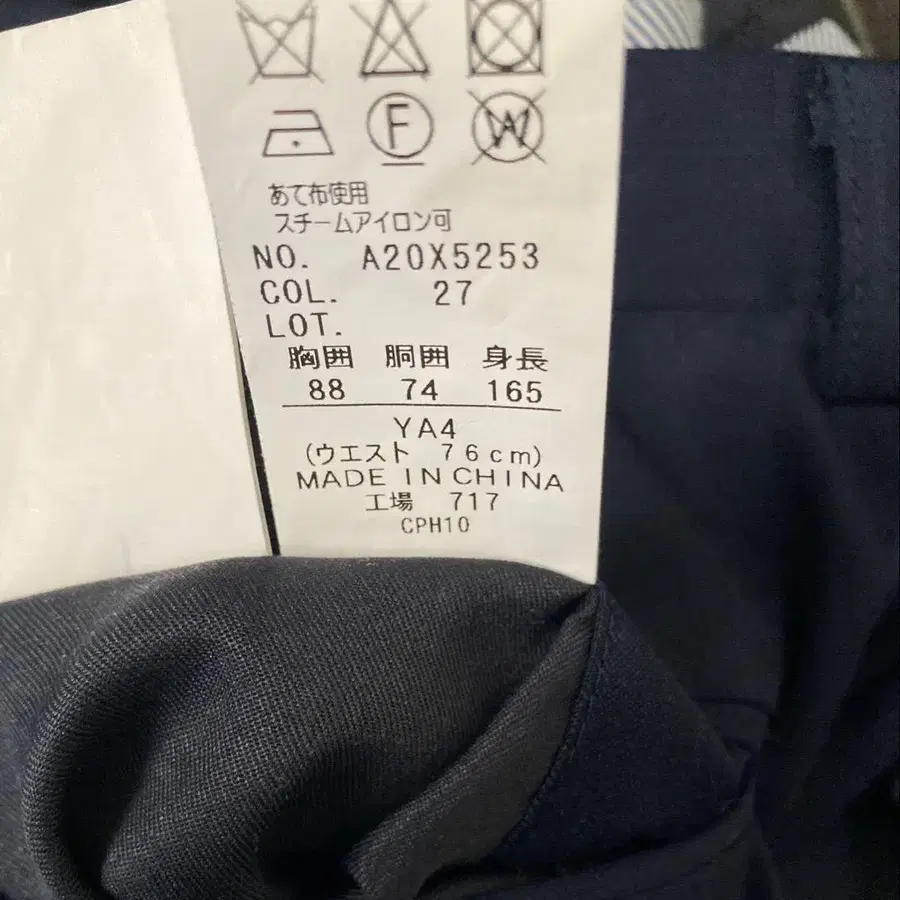 F
W
あて布使用
スチームアイロン可
NO. A20X5253
COL. 27
LOT.
胸囲 胴囲 身長
88 74 165
YA4
(ウエスト 76cm)
MADE IN CHINA
工場 717
CPH10